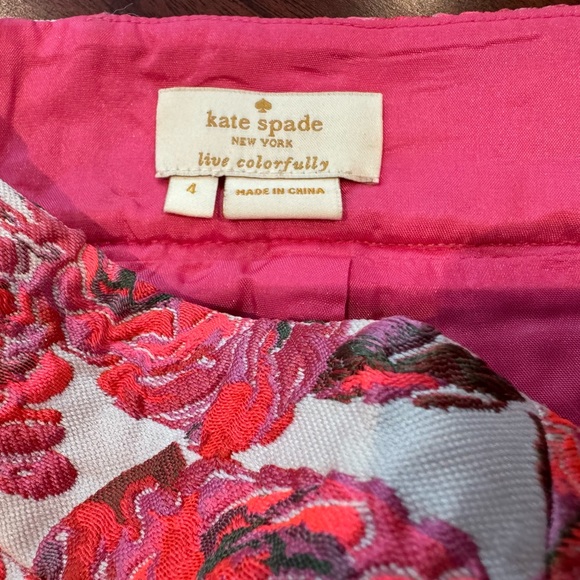 kate spade
NEW YORK
live colorfully
4
MADE IN CHINA